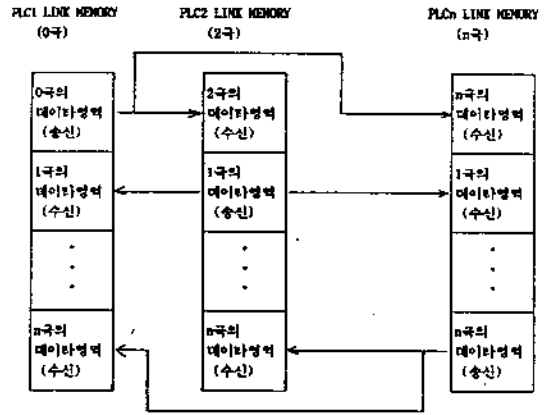 PLC1 LINK MEMORY
(0국)
PLC2 LINK MEMORY
(2국)
PLCn LINK MEMORY
(n국)
0국의
데이타영역
(송신)
2국의
데이타영역
(수신)
n국의
데이타영역
(수신)
1국의
데이타영역
(수신)
1국의
데이타영역
(송신)
1국의
데이타영역
(수신)
n국의
데이타영역
(수신)
n국의
데이타영역
(수신)
n국의
데이타영역
(송신)